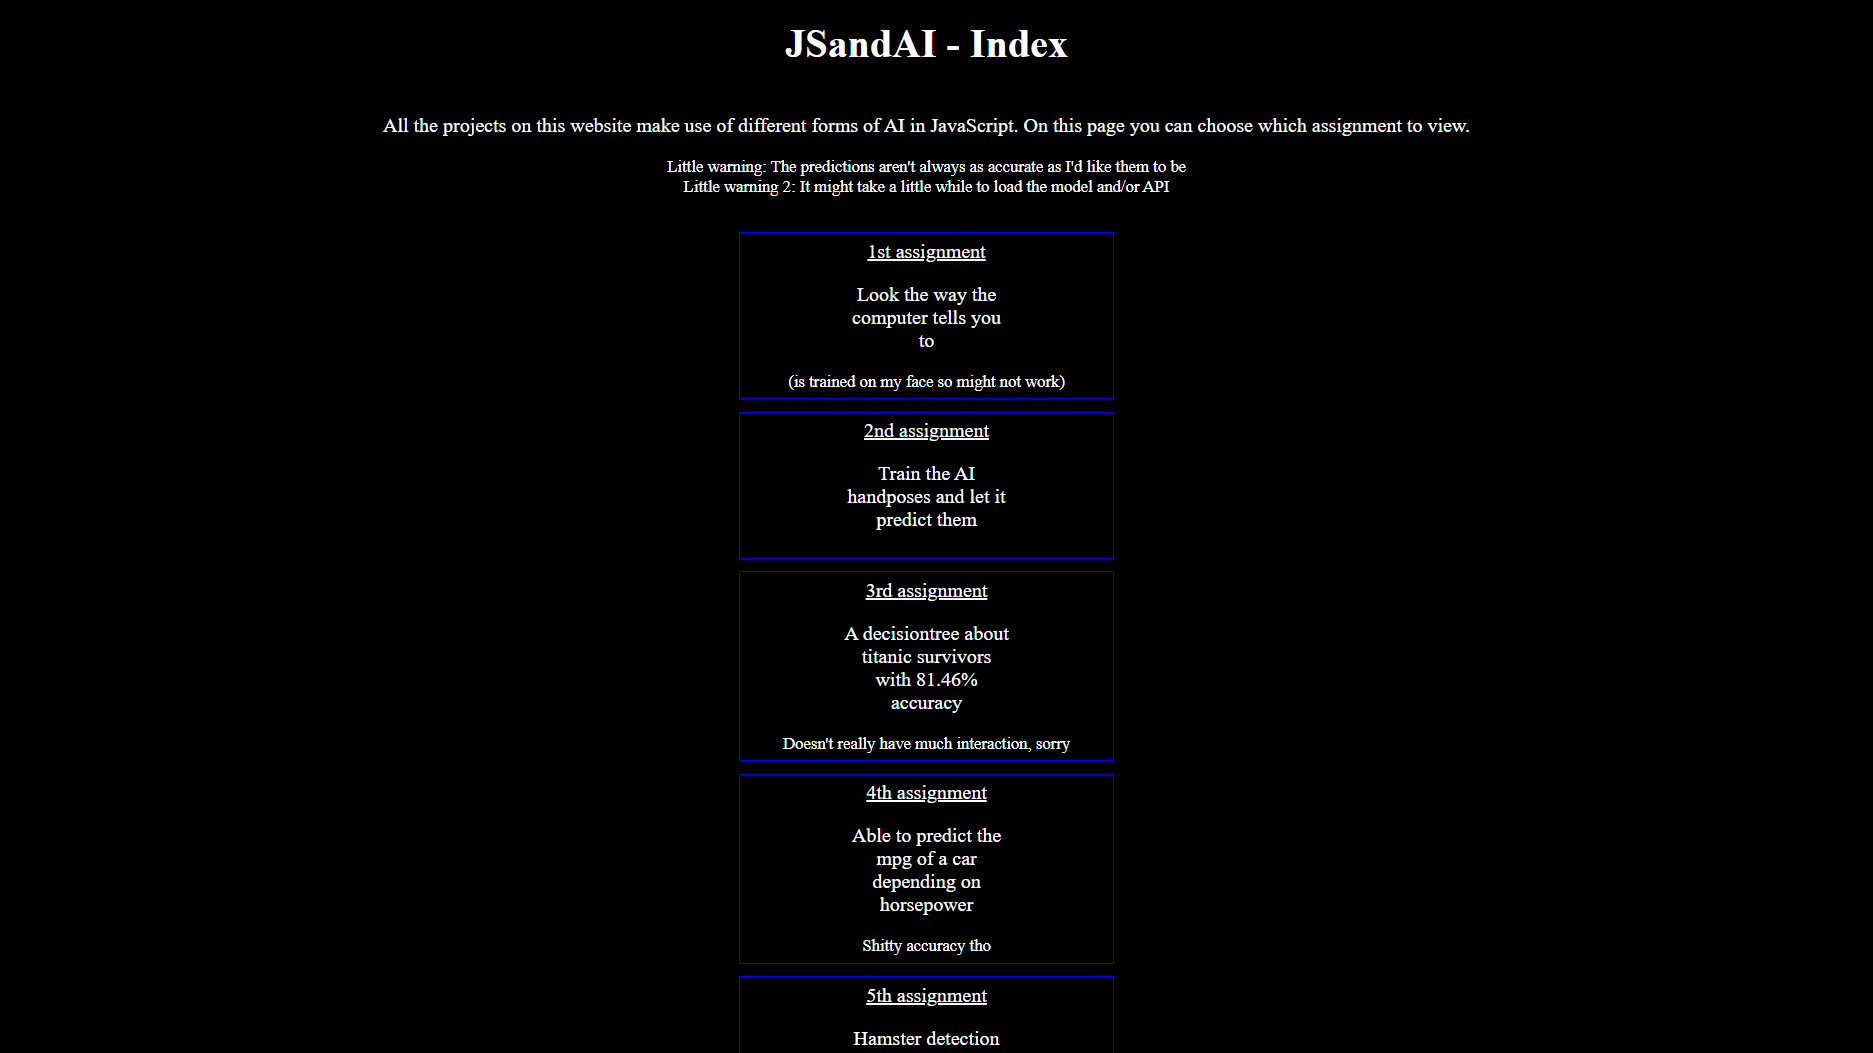 JSandAI - Index
All the projects on this website make use of different forms of AI in JavaScript. On this page you can choose which assignment to view.
Little warning: The predictions aren't always as accurate as I'd like them to be
Little warning 2: It might take a little while to load the model and/or API
1st assignment
Look the way the
computer tells you
to
(is trained on my face so might not work)
2nd assignment
Train the AI
handposes and let it
predict them
3rd assignment
A decisiontree about
titanic survivors
with 81.46%
accuracy
Doesn't really have much interaction, sorry
4th assignment
Able to predict the
mpg of a car
depending on
horsepower
Shitty accuracy tho
5th assignment
Hamster detection